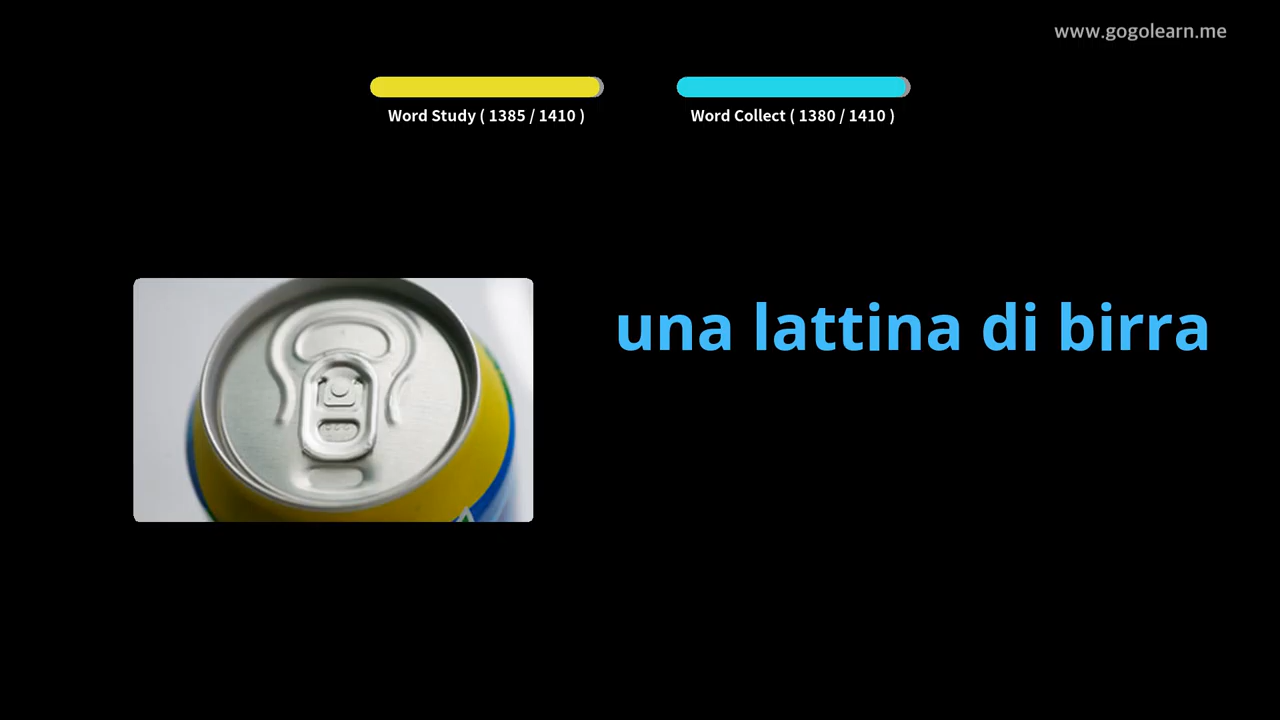 www.gogolearn.me
Word Study ( 1385 / 1410 )
Word Collect ( 1380 / 1410 )
una lattina di birra